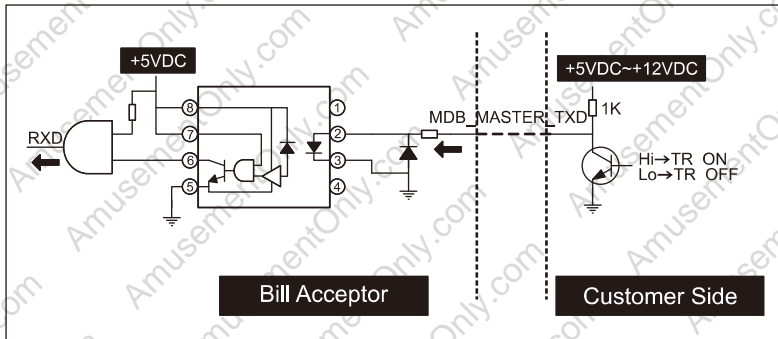 +5VDC
+5VDC~+12VDC
RXD
MDB_MASTER_TXD
1K
⑧
⑦
⑥
⑤
①
②
③
④
Hi→TR ON
Lo→TR OFF
Bill Acceptor
Customer Side
AmusementOnly.com